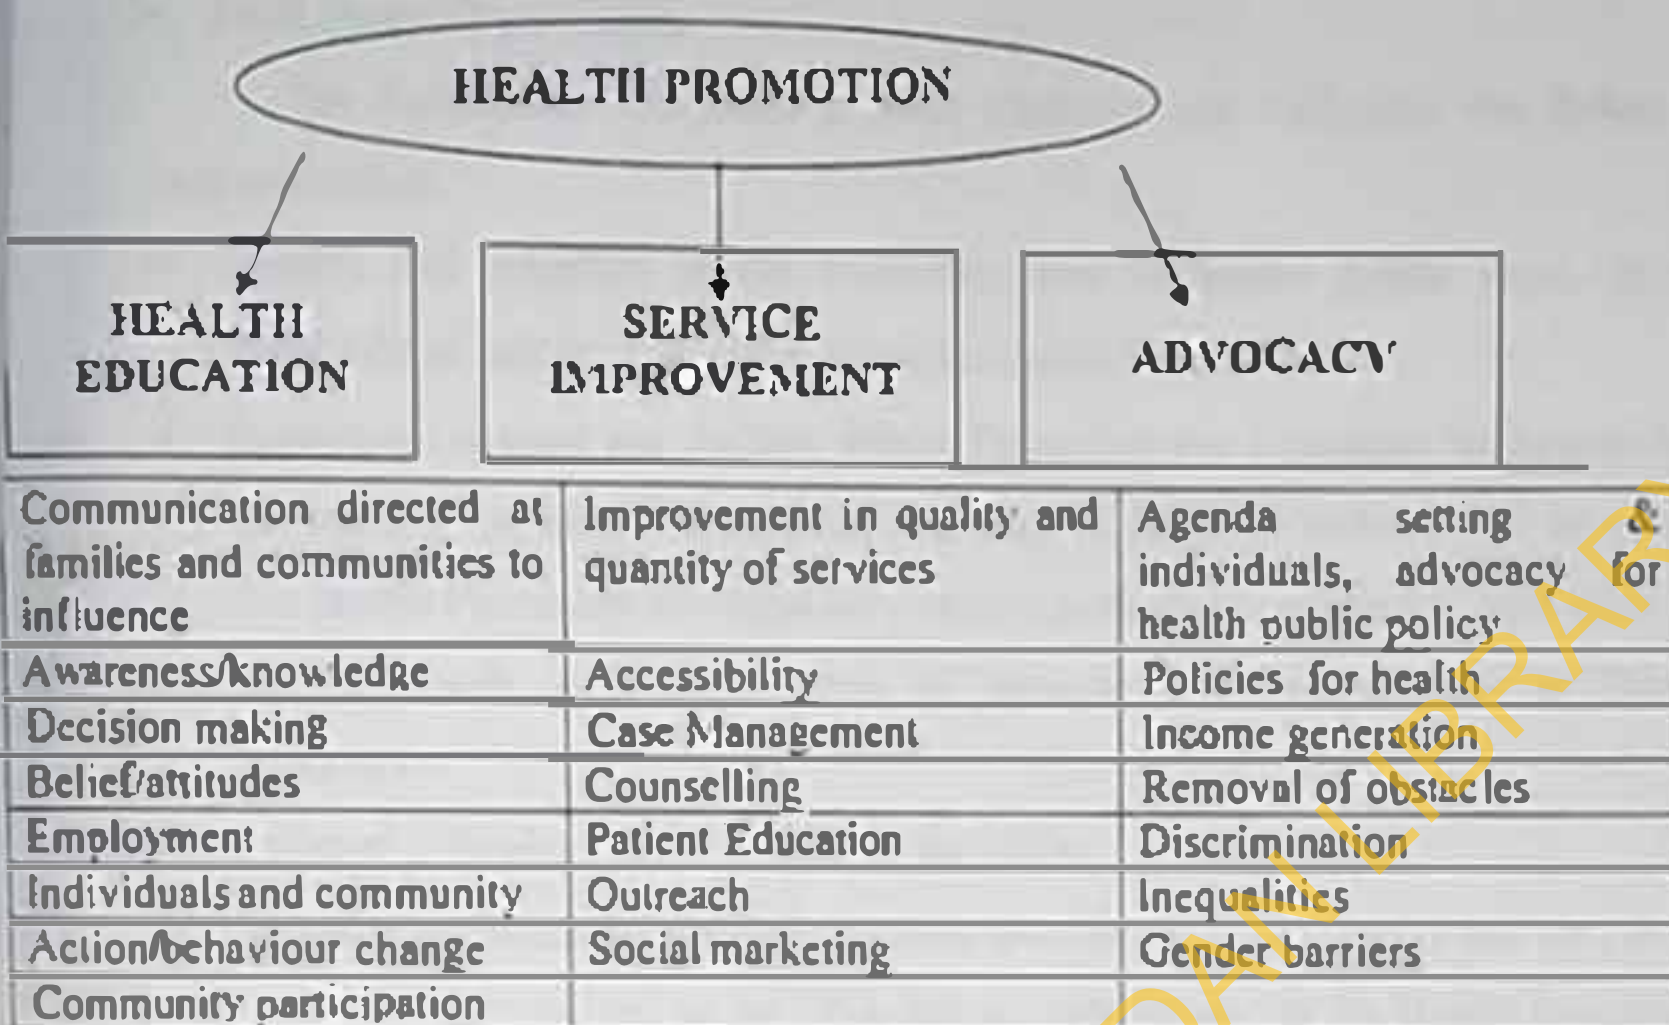 HEALTH PROMOTION
HEALTH
EDUCATION
SERVICE
IMPROVEMENT
ADVOCACY
Communication directed at
families and communities to
influence
Improvement in quality and
quantity of services
Agenda setting &
individuals, advocacy for
health public policy
Awareness/knowledge
Accessibility
Policies for health
Decision making
Case Management
Income generation
Belief/attitudes
Counselling
Removal of obstacles
Employment
Patient Education
Discrimination
Individuals and community
Outreach
Inequalities
Action/behaviour change
Social marketing
Gender barriers
Community participation
DAN LIBRARY